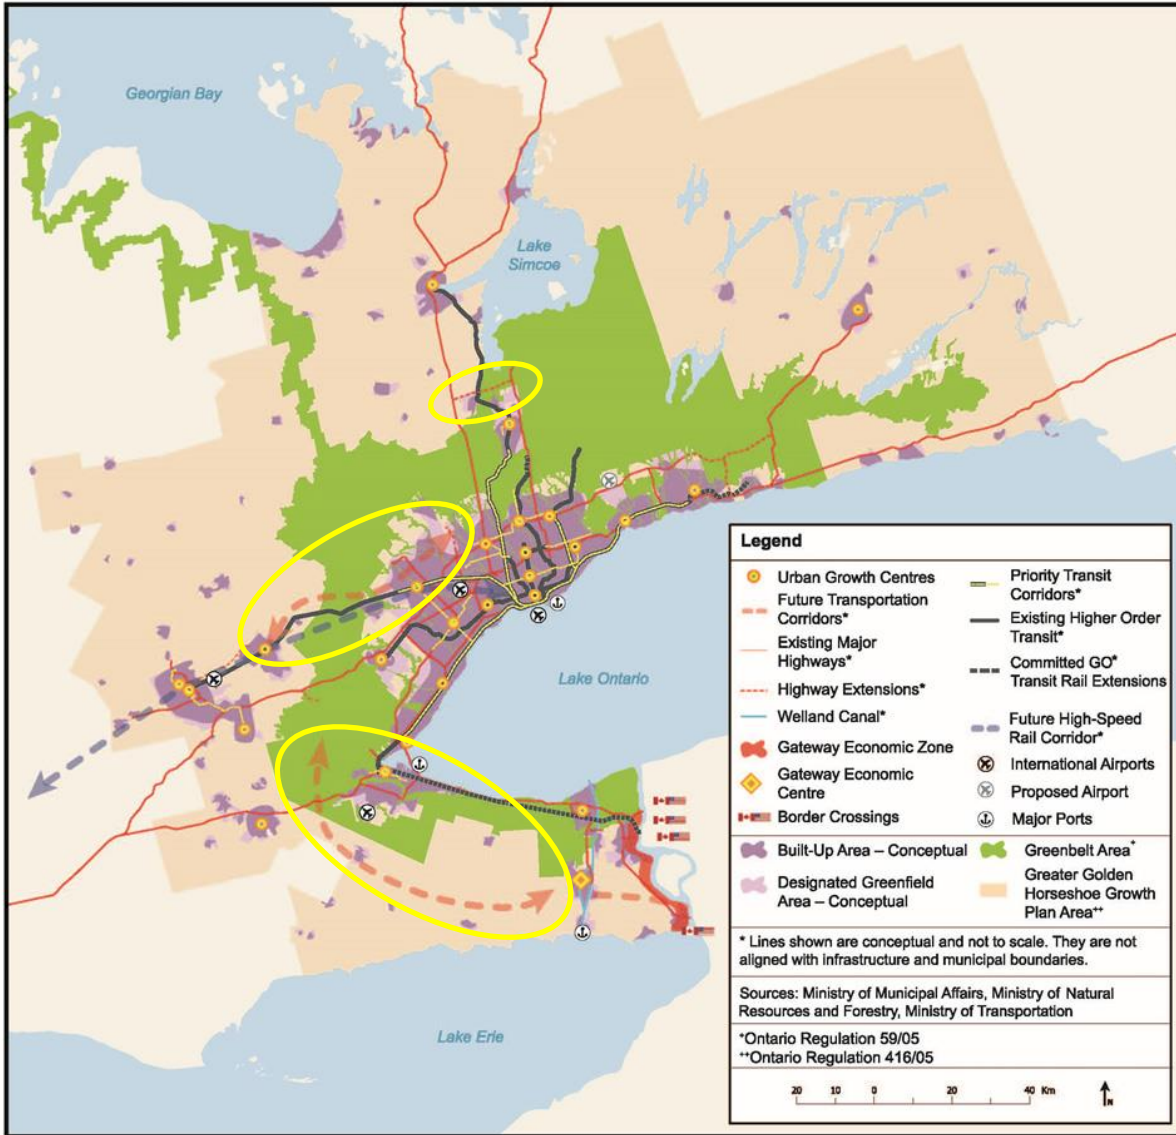 Georgian Bay
Lake
Simcoe
Lake Ontario
Lake Erie
Legend
Urban Growth Centres
Future Transportation
Corridors*
Existing Major
Highways*
Highway Extensions*
Welland Canal*
Gateway Economic Zone
Gateway Economic
Centre
Border Crossings
Priority Transit
Corridors*
Existing Higher Order
Transit*
Committed GO*
Transit Rail Extensions
Future High-Speed
Rail Corridor*
International Airports
Proposed Airport
Major Ports
Built-Up Area – Conceptual
Designated Greenfield
Area – Conceptual
Greenbelt Area+
Greater Golden
Horseshoe Growth
Plan Area++
* Lines shown are conceptual and not to scale. They are not
aligned with infrastructure and municipal boundaries.
Sources: Ministry of Municipal Affairs, Ministry of Natural
Resources and Forestry, Ministry of Transportation
+Ontario Regulation 59/05
++Ontario Regulation 416/05
20 10 0 20 40 Km
N